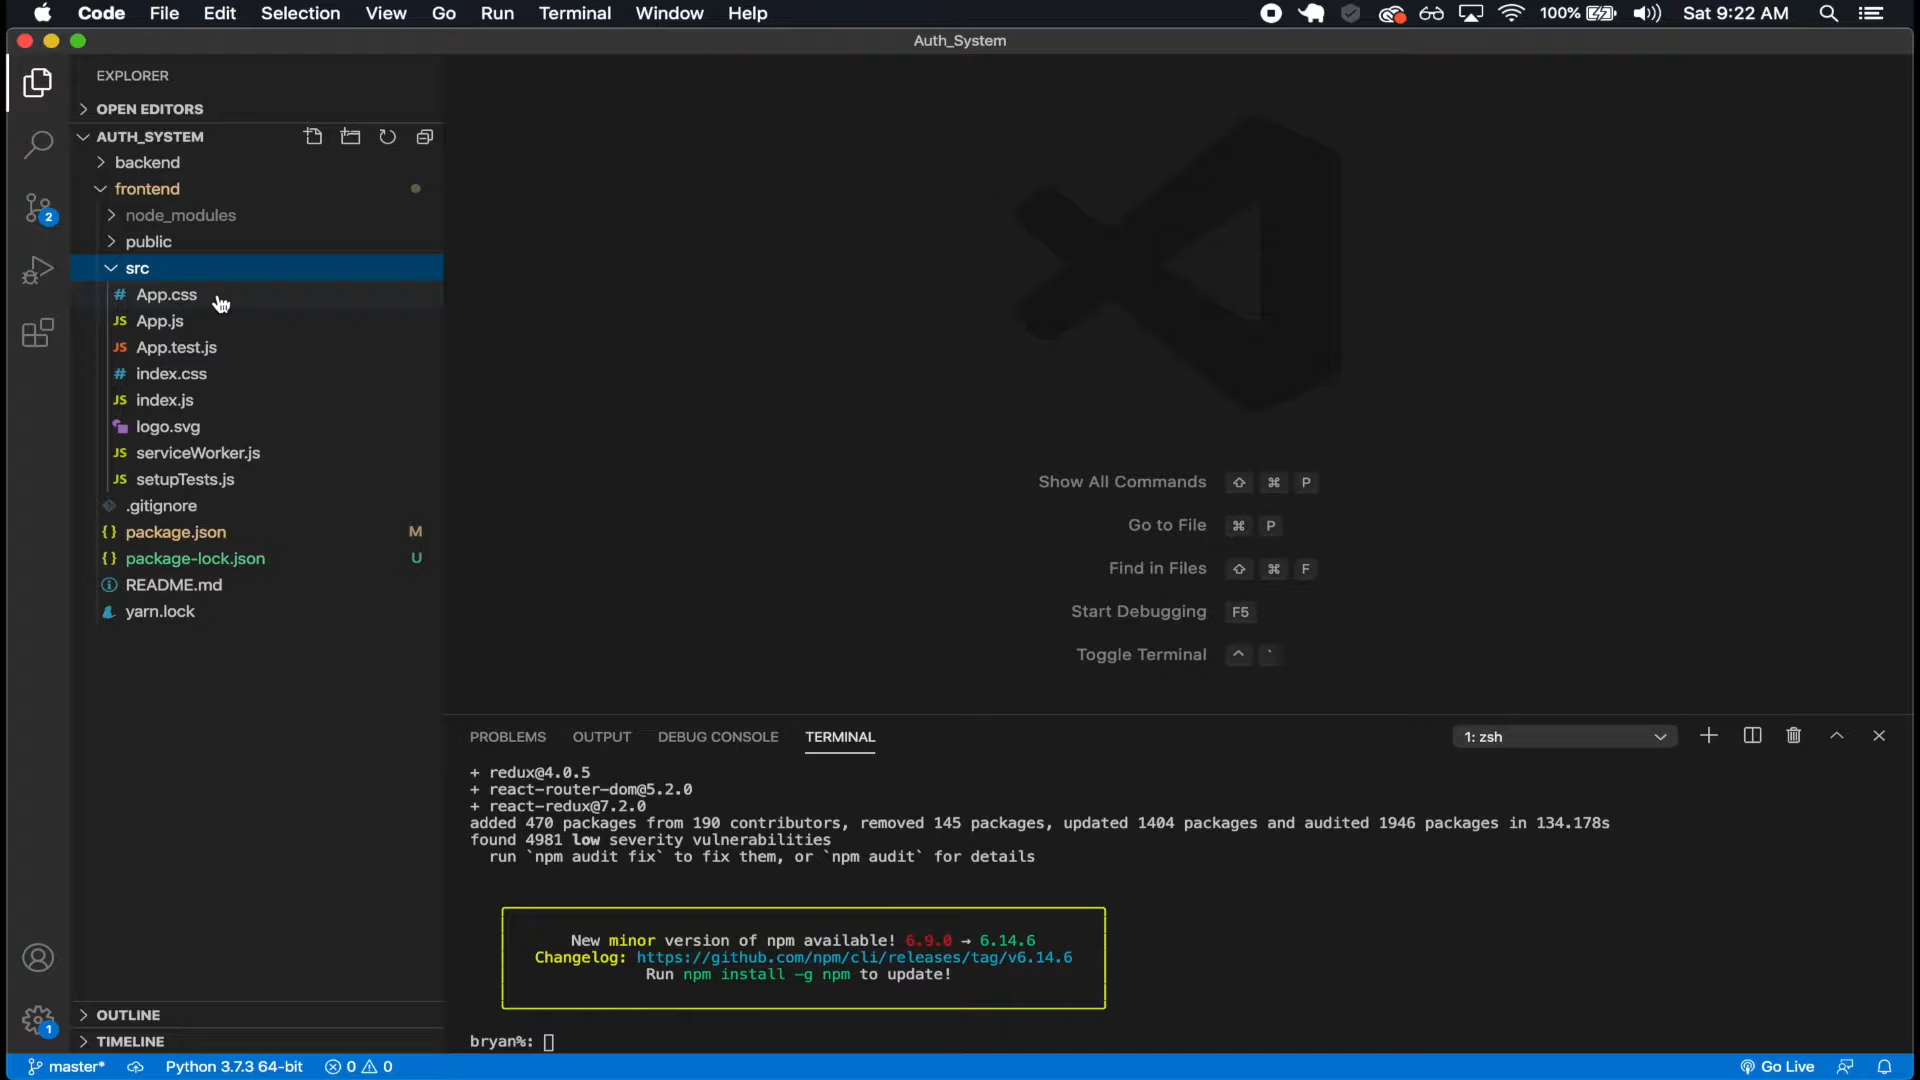 Code File Edit Selection View Go Run Terminal Window Help 100% Sat 9:22 AM
Auth_System
EXPLORER
OPEN EDITORS
AUTH_SYSTEM
backend
frontend
2
node_modules
public
src
# App.css
JS App.js
JS App.test.js
# index.css
JS index.js
logo.svg
JS serviceWorker.js
JS setupTests.js
.gitignore
{} package.json M
{} package-lock.json U
README.md
yarn.lock
Show All Commands ⇧ ⌘ P
Go to File ⌘ P
Find in Files ⇧ ⌘ F
Start Debugging F5
Toggle Terminal ^ `
PROBLEMS OUTPUT DEBUG CONSOLE TERMINAL 1: zsh
+ redux@4.0.5
+ react-router-dom@5.2.0
+ react-redux@7.2.0
added 470 packages from 190 contributors, removed 145 packages, updated 1404 packages and audited 1946 packages in 134.178s
found 4981 low severity vulnerabilities
run `npm audit fix` to fix them, or `npm audit` for details
New minor version of npm available! 6.9.0 → 6.14.6
Changelog: https://github.com/npm/cli/releases/tag/v6.14.6
Run npm install -g npm to update!
bryan%:
OUTLINE
1
TIMELINE
master* Python 3.7.3 64-bit 0 0 Go Live